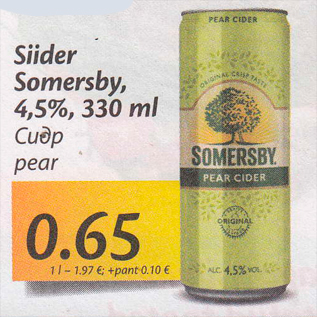 Siider
Somersby,
4,5%, 330 ml
Сидр
pear
0.65
1 l – 1.97 €; +pant 0.10 €
PEAR CIDER
ORIGINAL CRISP TASTE
SOMERSBY.
PEAR CIDER
ORIGINAL
ALC. 4.5% VOL.